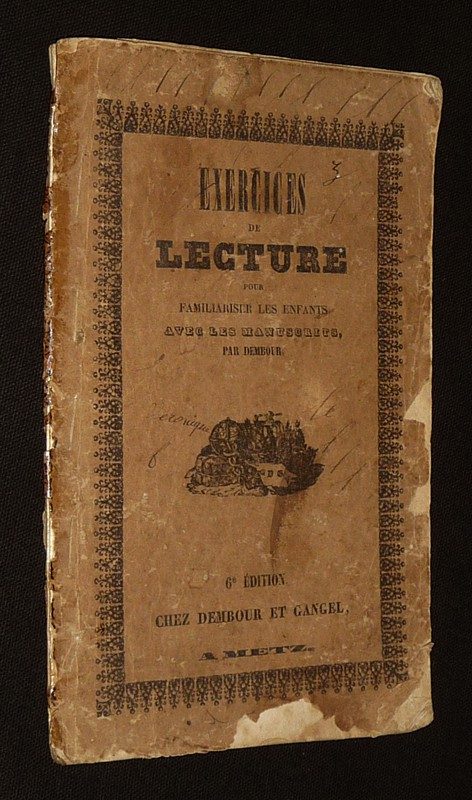 EXERCICES
DE
LECTURE
POUR
FAMILIARISER LES ENFANTS
AVEC LES MANUSCRITS,
PAR DEMBOUR
6e ÉDITION
CHEZ DEMBOUR ET GANGEL,
A METZ.